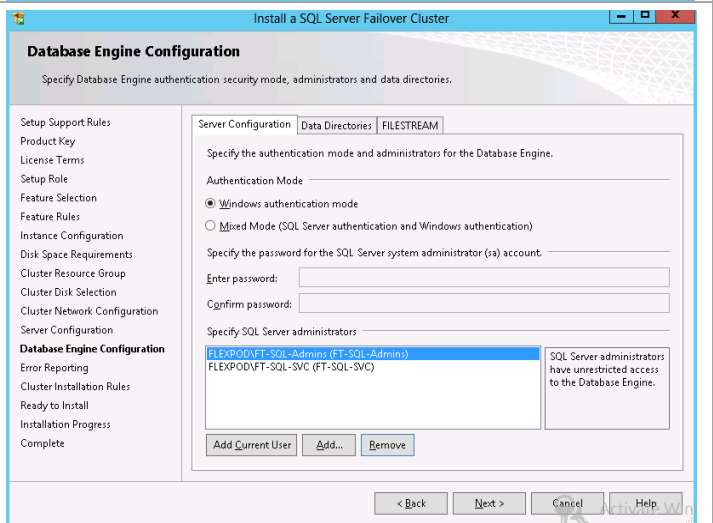 Install a SQL Server Failover Cluster
Database Engine Configuration
Specify Database Engine authentication security mode, administrators and data directories.
Setup Support Rules
Product Key
License Terms
Setup Role
Feature Selection
Feature Rules
Instance Configuration
Disk Space Requirements
Cluster Resource Group
Cluster Disk Selection
Cluster Network Configuration
Server Configuration
Database Engine Configuration
Error Reporting
Cluster Installation Rules
Ready to Install
Installation Progress
Complete
Server Configuration Data Directories FILESTREAM
Specify the authentication mode and administrators for the Database Engine.
Authentication Mode
Windows authentication mode
Mixed Mode (SQL Server authentication and Windows authentication)
Specify the password for the SQL Server system administrator (sa) account.
Enter password:
Confirm password:
Specify SQL Server administrators
FLEXPOD\FT-SQL-Admins (FT-SQL-Admins)
FLEXPOD\FT-SQL-SVC (FT-SQL-SVC)
SQL Server administrators
have unrestricted access
to the Database Engine.
Add Current User Add... Remove
< Back Next > Cancel Help
Activate Win